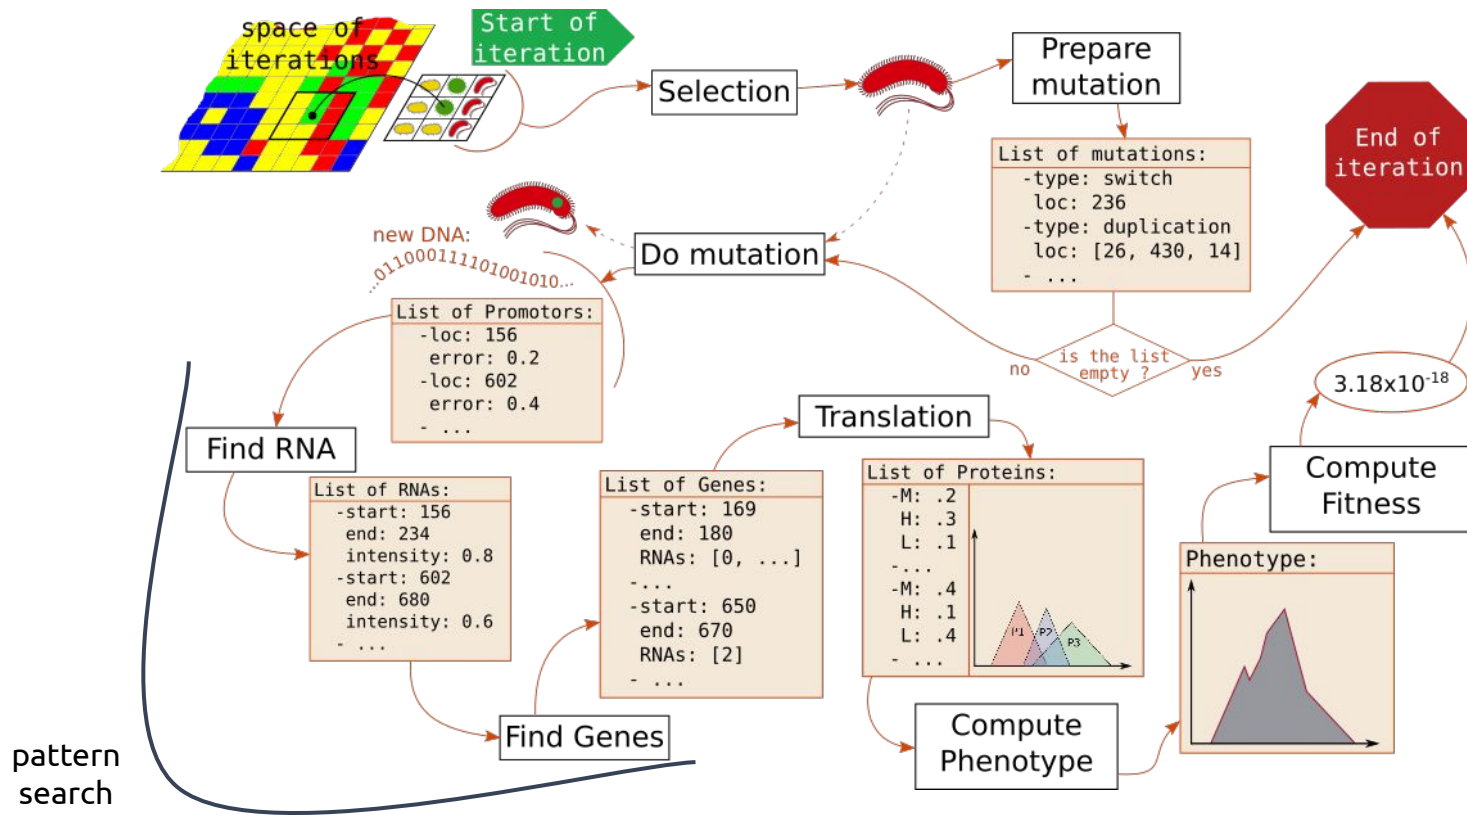 space of
iterations
Start of
iteration
Selection
Prepare
mutation
List of mutations:
-type: switch
loc: 236
-type: duplication
loc: [26, 430, 14]
- ...
End of
iteration
is the list
empty ?
no
yes
Do mutation
new DNA:
...011000111101001010...
List of Promotors:
-loc: 156
error: 0.2
-loc: 602
error: 0.4
- ...
Find RNA
List of RNAs:
-start: 156
end: 234
intensity: 0.8
-start: 602
end: 680
intensity: 0.6
- ...
Find Genes
List of Genes:
-start: 169
end: 180
RNAs: [0, ...]
-...
-start: 650
end: 670
RNAs: [2]
- ...
Translation
List of Proteins:
-M: .2
H: .3
L: .1
-...
-M: .4
H: .1
L: .4
- ...
P1
P2
P3
Compute
Phenotype
Phenotype:
Compute
Fitness
3.18x10⁻¹⁸
pattern
search